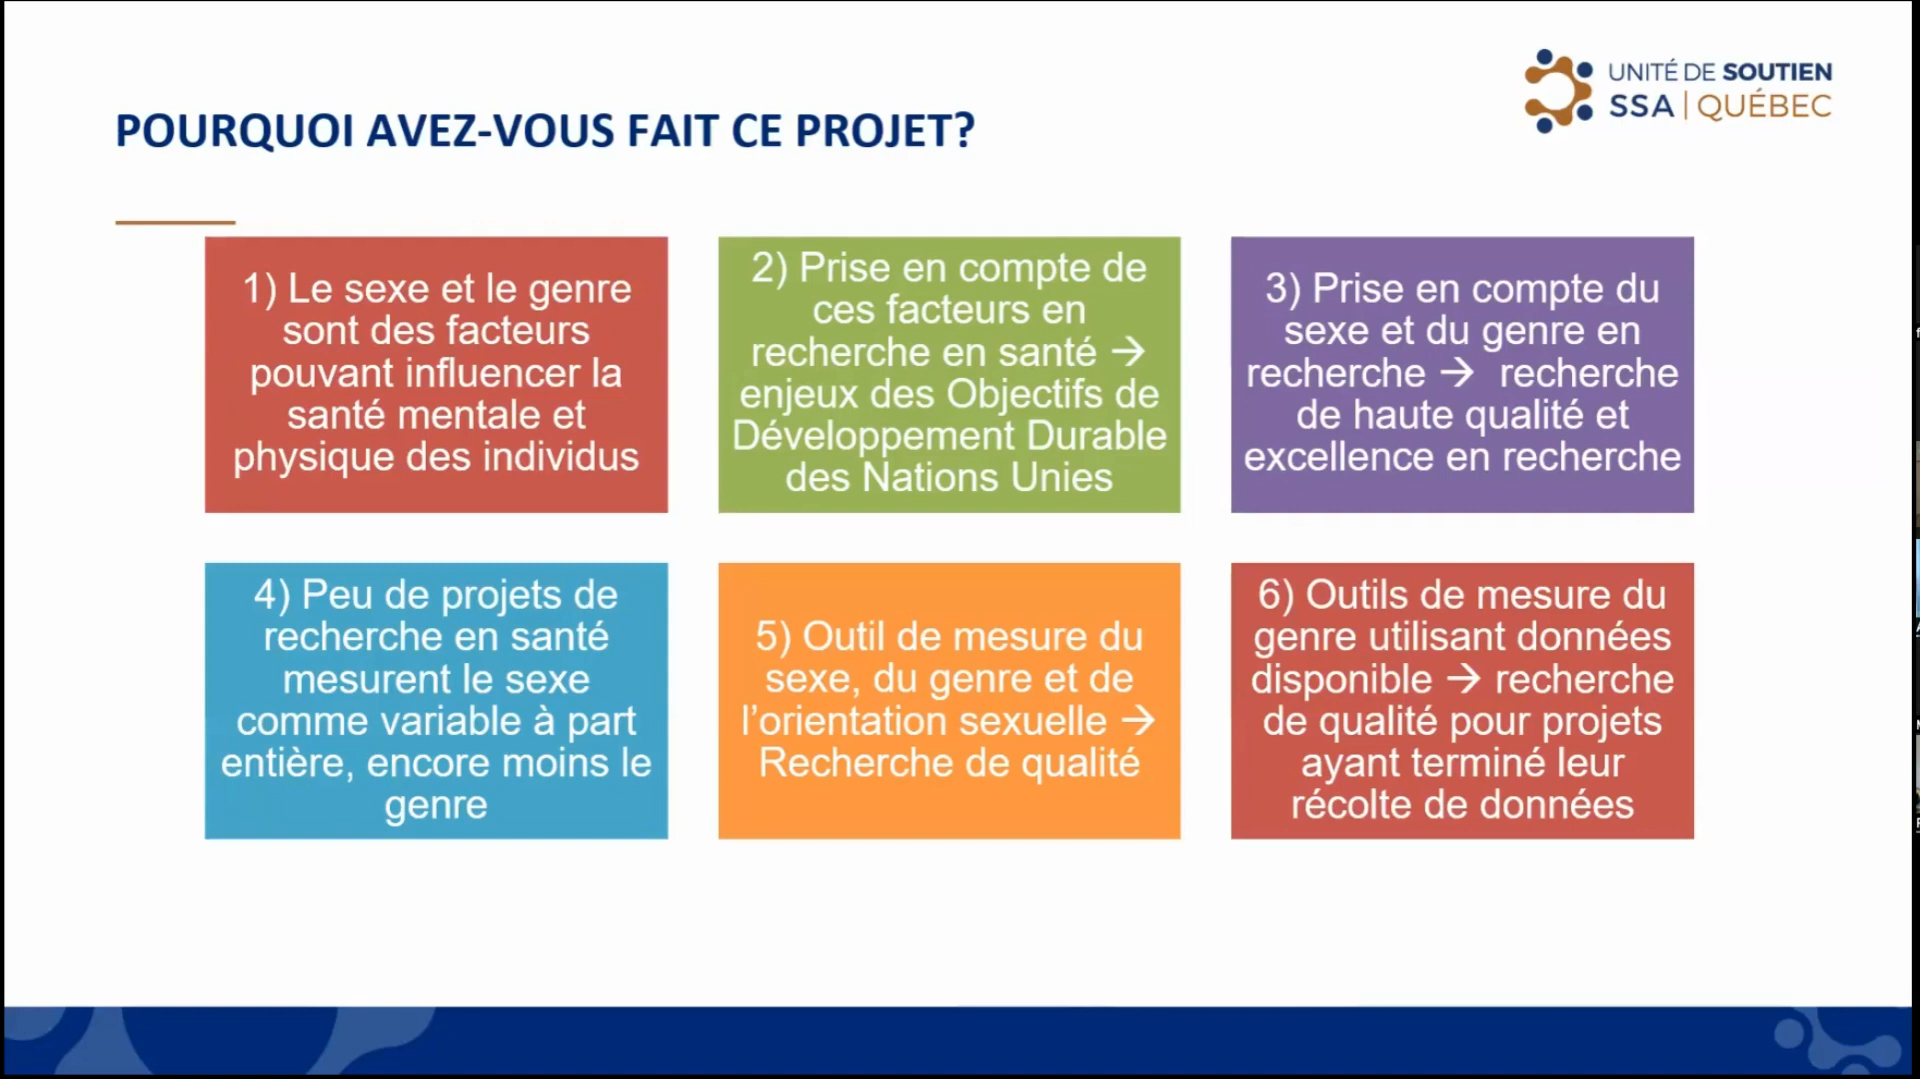 UNITÉ DE SOUTIEN
SSA | QUÉBEC
POURQUOI AVEZ-VOUS FAIT CE PROJET?
1) Le sexe et le genre
sont des facteurs
pouvant influencer la
santé mentale et
physique des individus
2) Prise en compte de
ces facteurs en
recherche en santé →
enjeux des Objectifs de
Développement Durable
des Nations Unies
3) Prise en compte du
sexe et du genre en
recherche → recherche
de haute qualité et
excellence en recherche
4) Peu de projets de
recherche en santé
mesurent le sexe
comme variable à part
entière, encore moins le
genre
5) Outil de mesure du
sexe, du genre et de
l’orientation sexuelle →
Recherche de qualité
6) Outils de mesure du
genre utilisant données
disponible → recherche
de qualité pour projets
ayant terminé leur
récolte de données